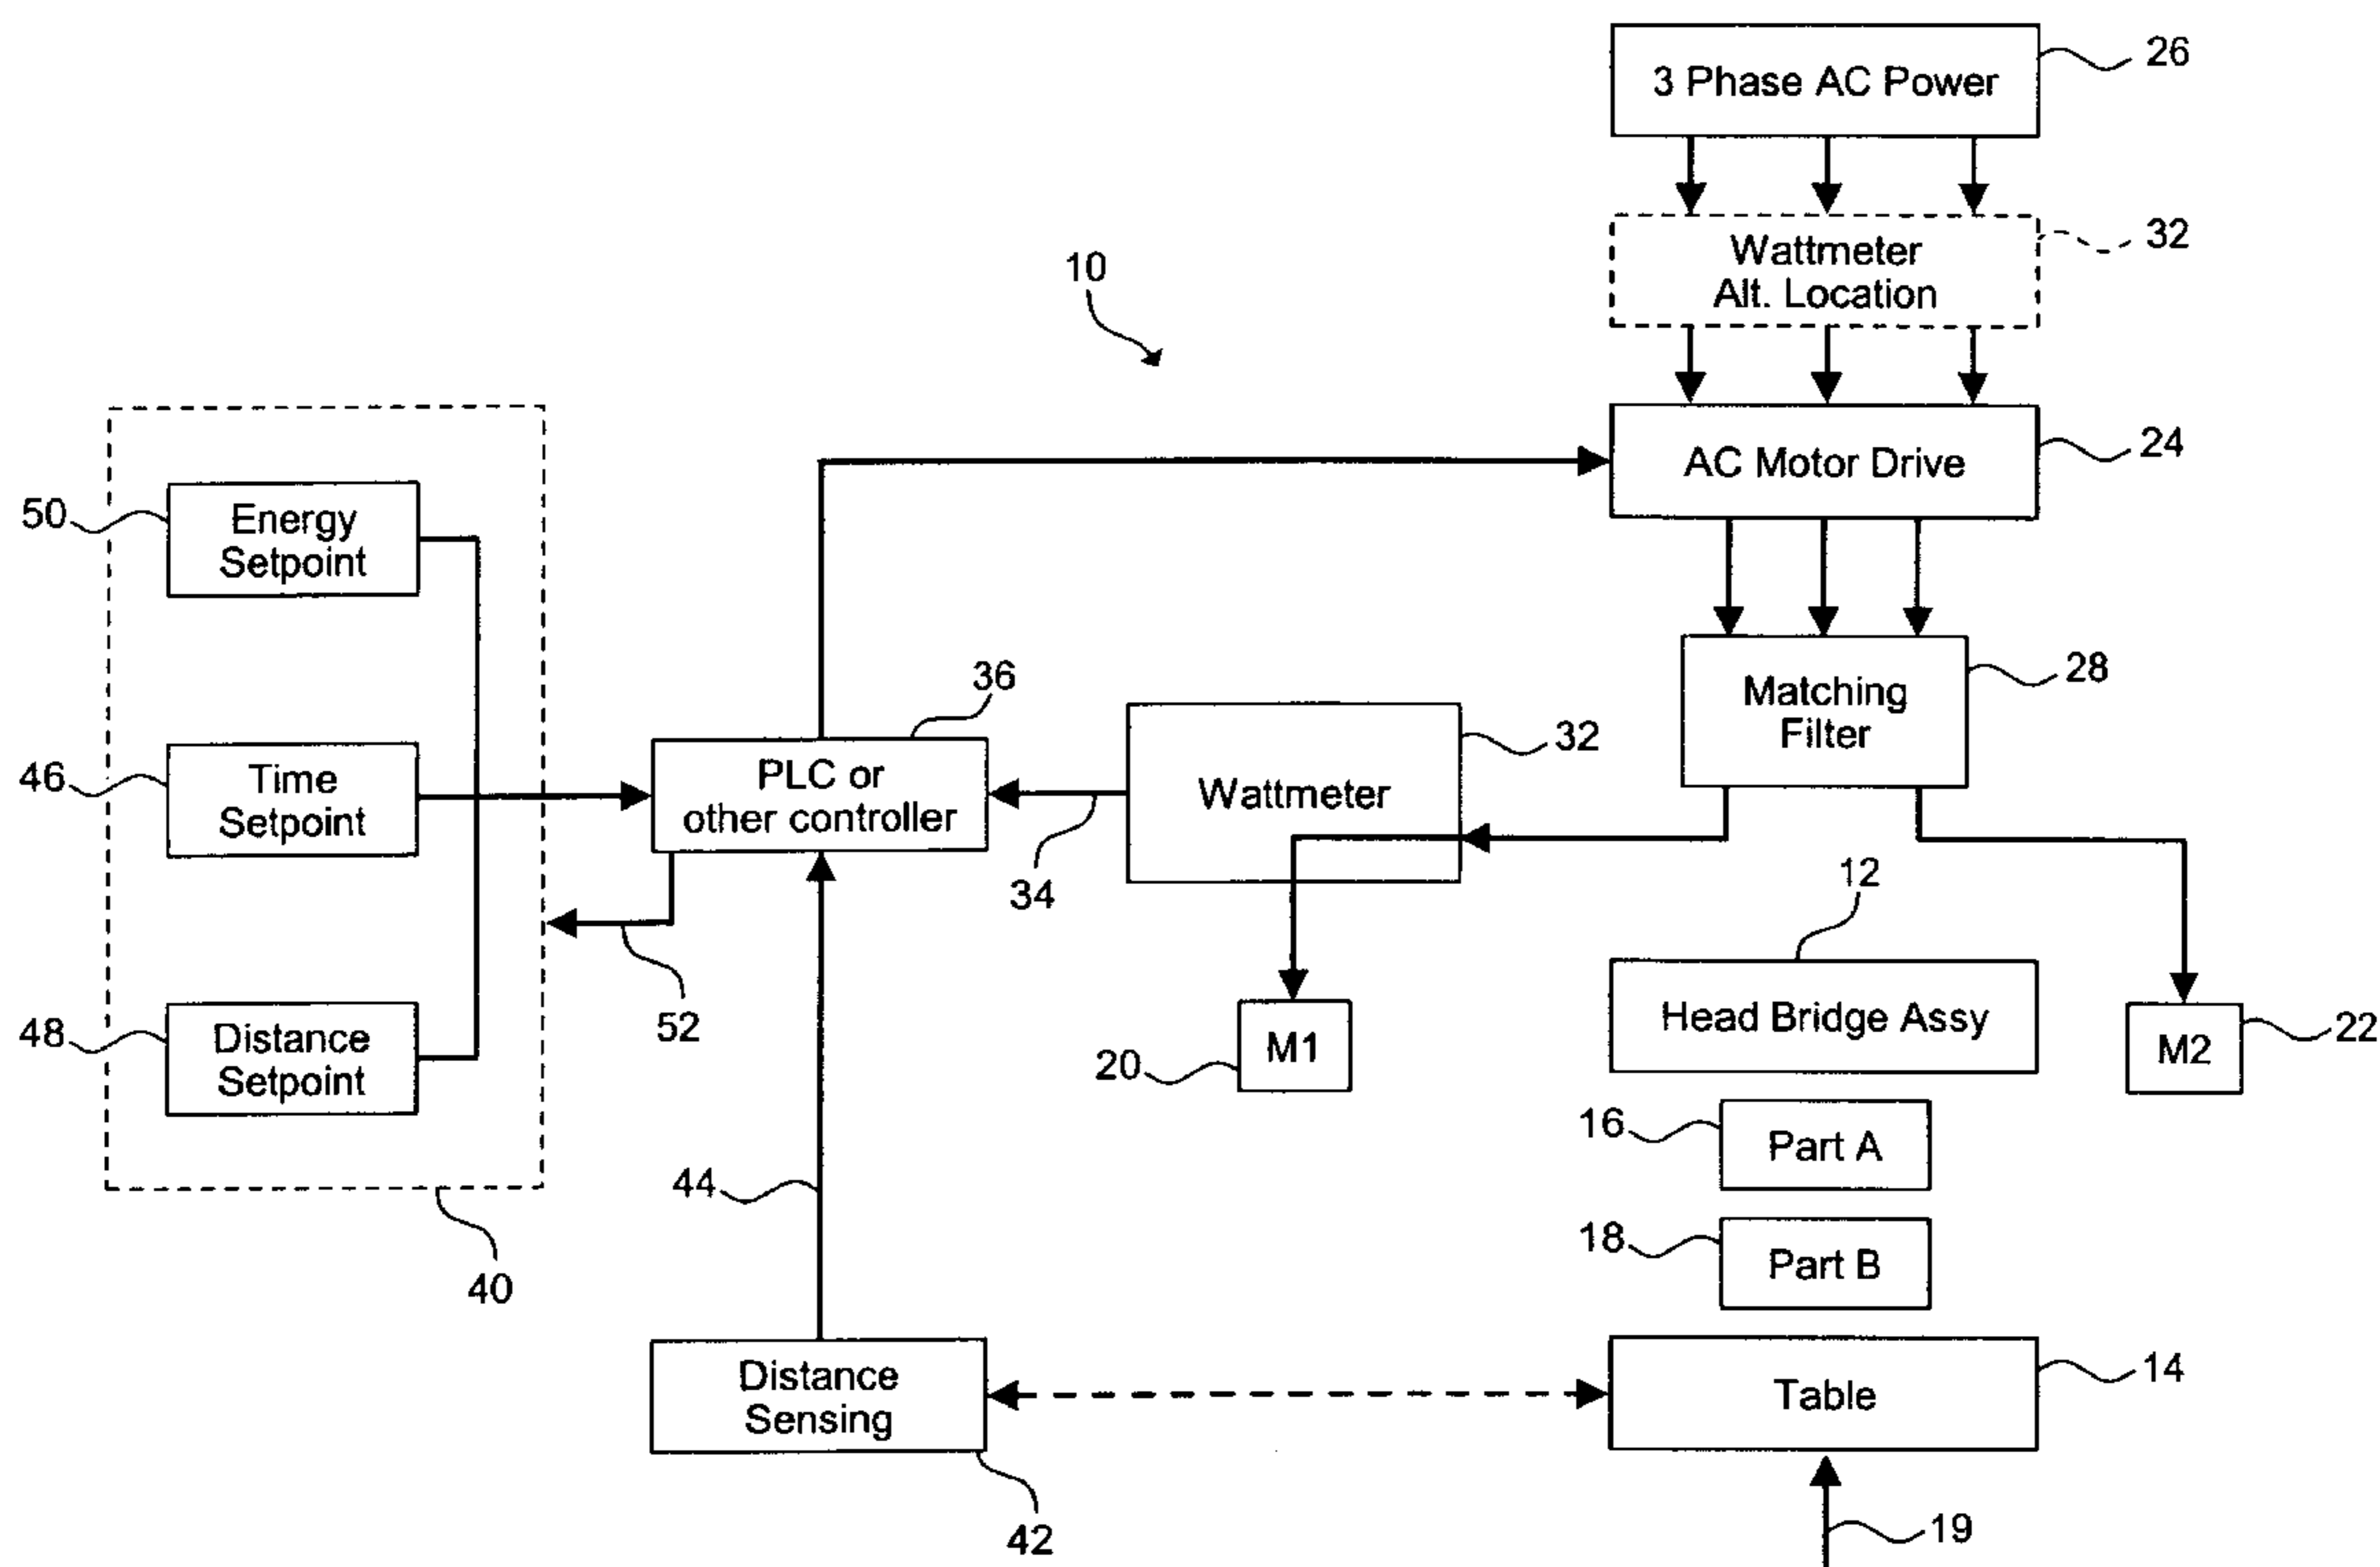 3 Phase AC Power
26
Wattmeter
Alt. Location
32
10
AC Motor Drive
24
50
Energy
Setpoint
36
Matching
Filter
28
46
Time
Setpoint
PLC or
other controller
Wattmeter
32
34
12
52
48
Distance
Setpoint
20
M1
Head Bridge Assy
M2
22
16
Part A
44
18
Part B
40
Distance
Sensing
Table
14
42
19